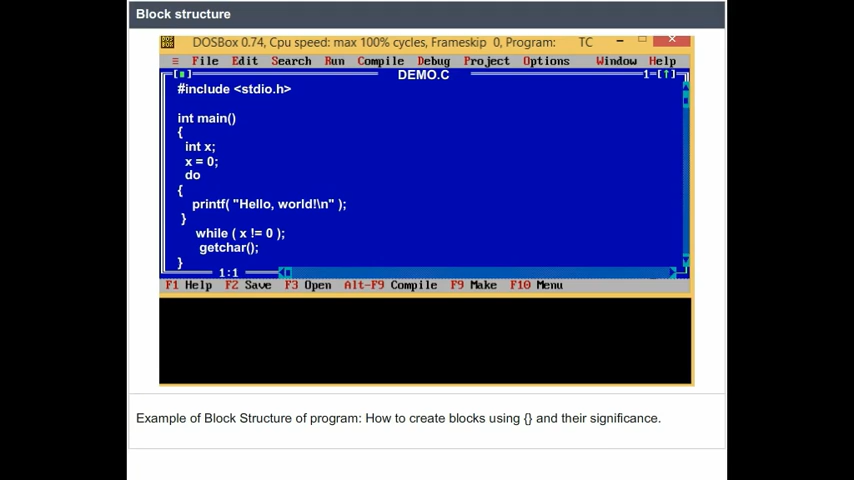 Block structure
DOSBox 0.74, Cpu speed: max 100% cycles, Frameskip 0, Program: TC
≡ File Edit Search Run Compile Debug Project Options Window Help
[■] DEMO.C 1=[↑]
#include <stdio.h>
int main()
{
int x;
x = 0;
do
{
printf( "Hello, world!\n" );
}
while ( x != 0 );
getchar();
}
1:1
F1 Help F2 Save F3 Open Alt-F9 Compile F9 Make F10 Menu
Example of Block Structure of program: How to create blocks using {} and their significance.